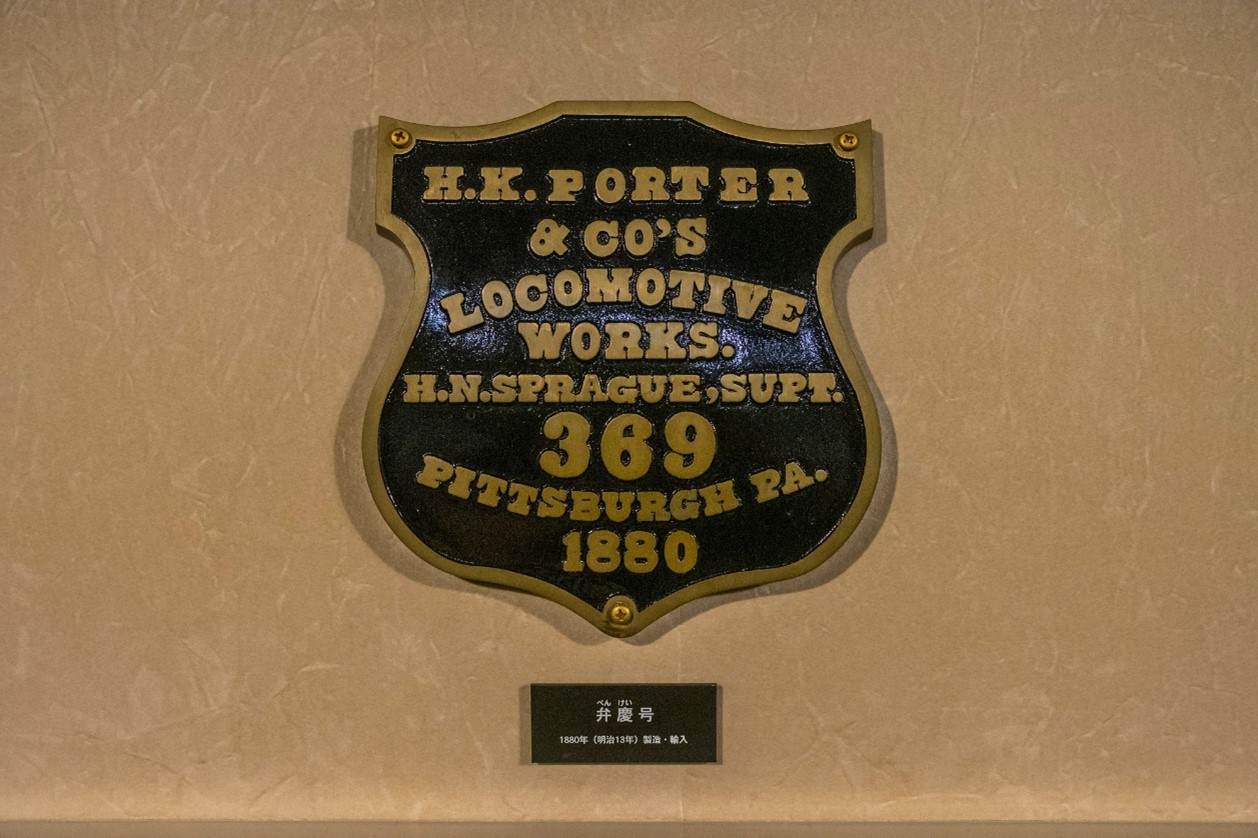 H.K.PORTER
& CO'S
LOCOMOTIVE
WORKS.
H.N.SPRAGUE,SUPT.
369
PITTSBURGH PA.
1880
べん けい
弁慶号
1880年（明治13年）製造・輸入